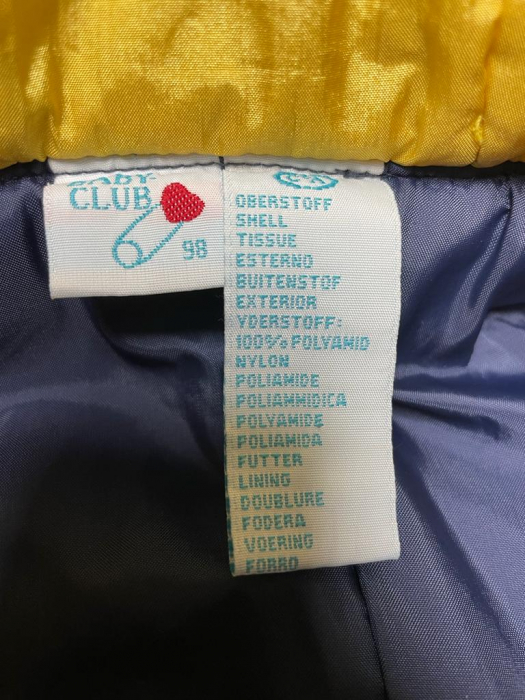 BABY-
CLUB
98
OBERSTOFF
SHELL
TISSUE
ESTERNO
BUITENSTOF
EXTERIOR
YDERSTOFF:
100% POLYAMID
NYLON
POLIAMIDE
POLIAMMIDICA
POLYAMIDE
POLIAMIDA
FUTTER
LINING
DOUBLURE
FODERA
VOERING
FORRO